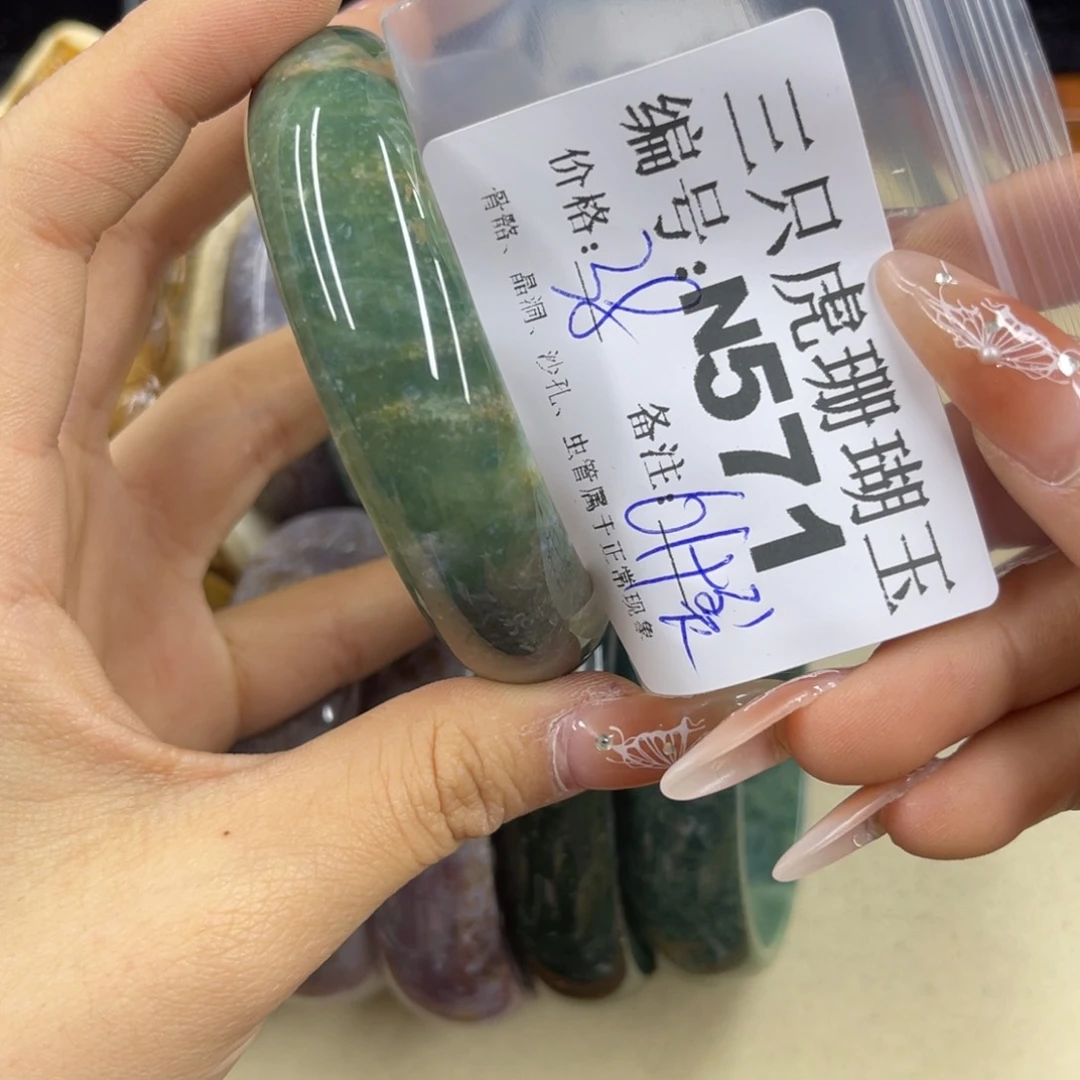 三只虎珊瑚玉
编号:N571
价格:28 备注:
骨骼、晶洞、沙孔、虫管属于正常现象